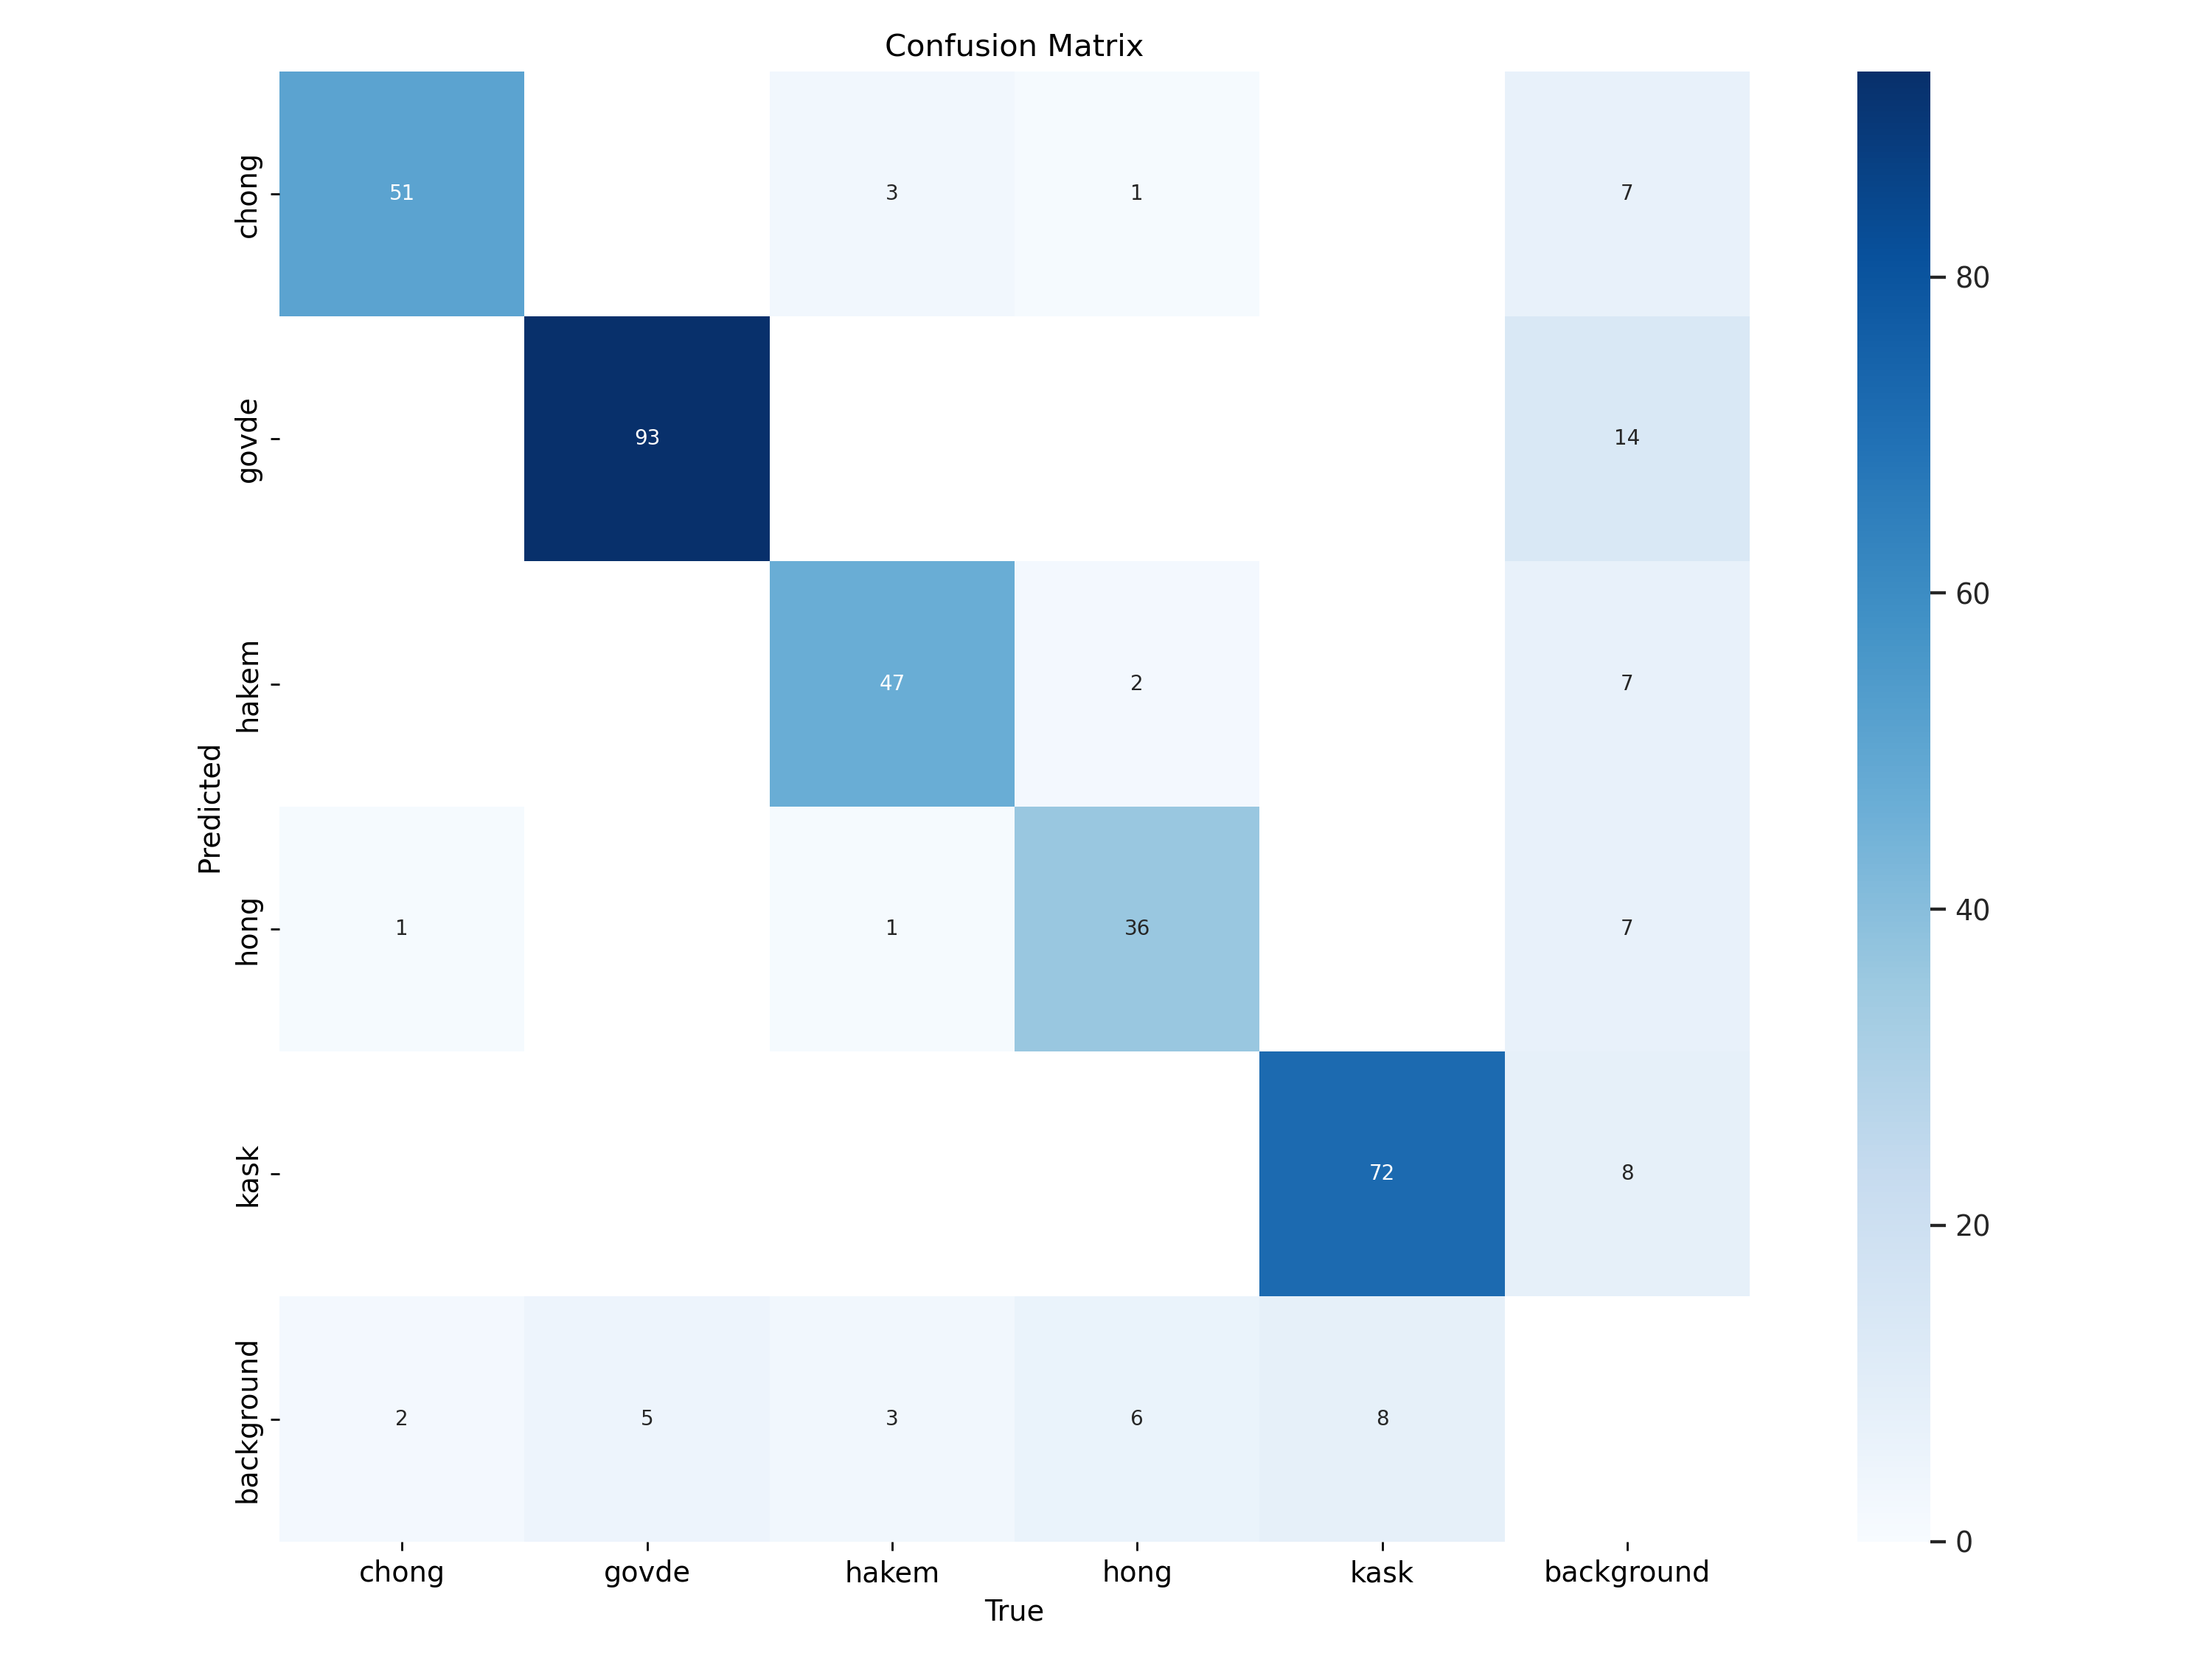 Confusion Matrix
chong 51 3 1 7
govde 93 14
hakem 47 2 7
hong 1 1 36 7
kask 72 8
background 2 5 3 6 8
chong govde hakem hong kask background
True
Predicted
80
60
40
20
0